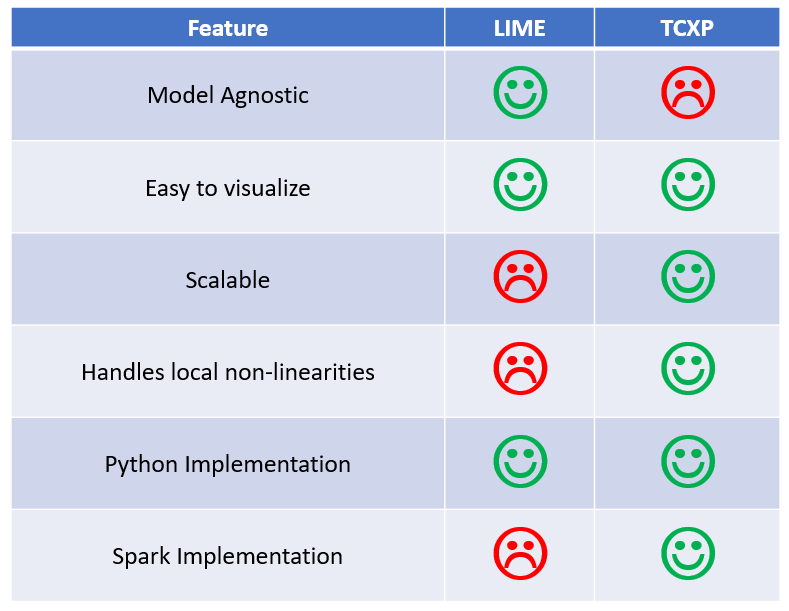 Feature LIME TCXP
Model Agnostic
Easy to visualize
Scalable
Handles local non-linearities
Python Implementation
Spark Implementation